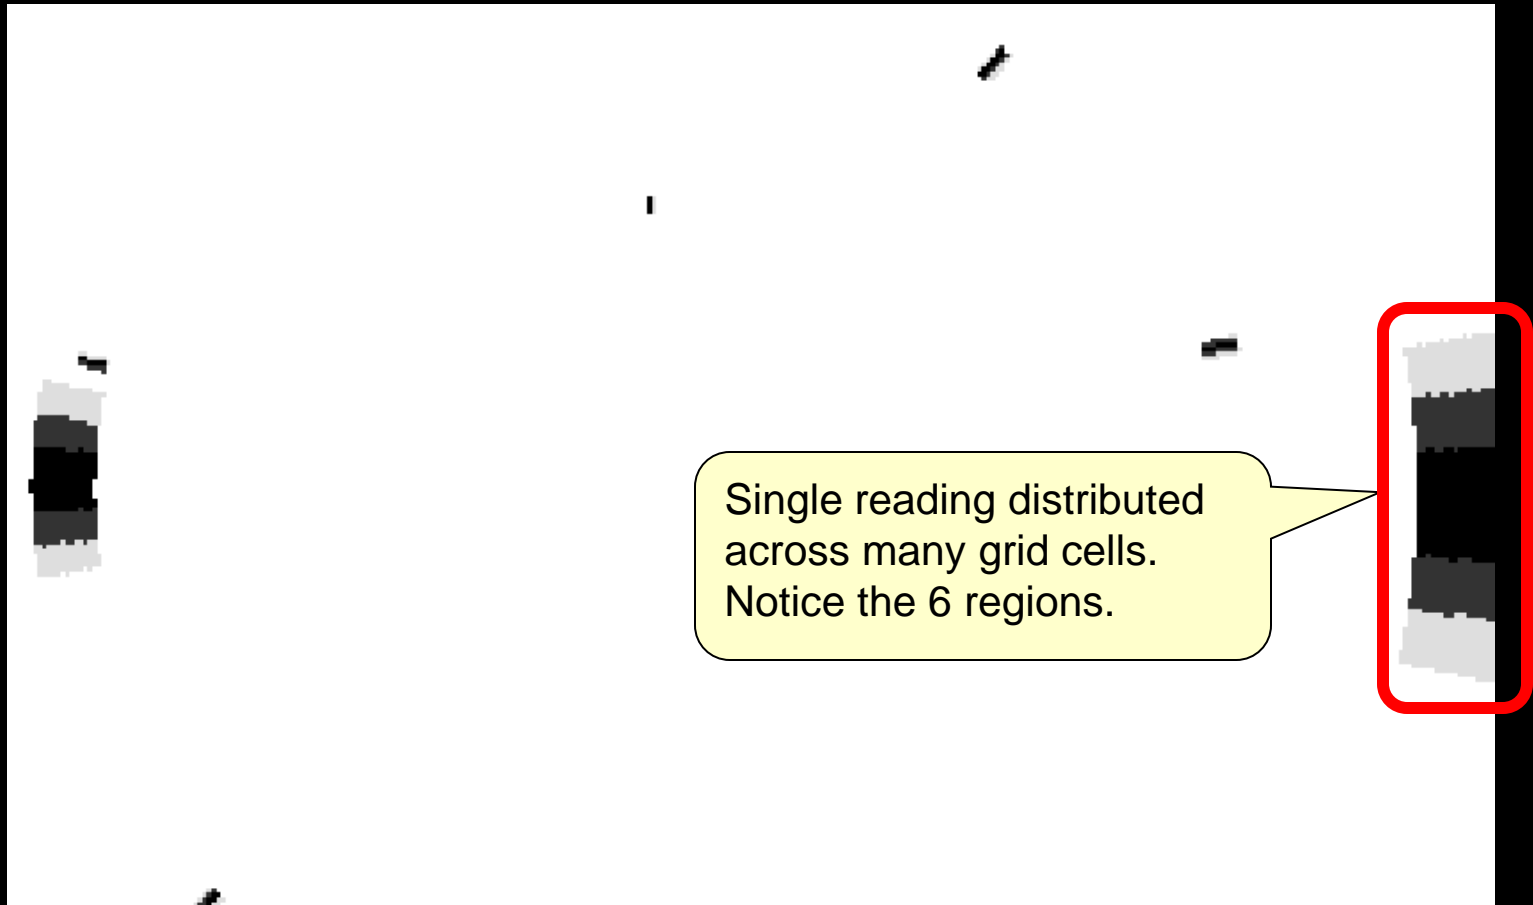 Single reading distributed
across many grid cells.
Notice the 6 regions.